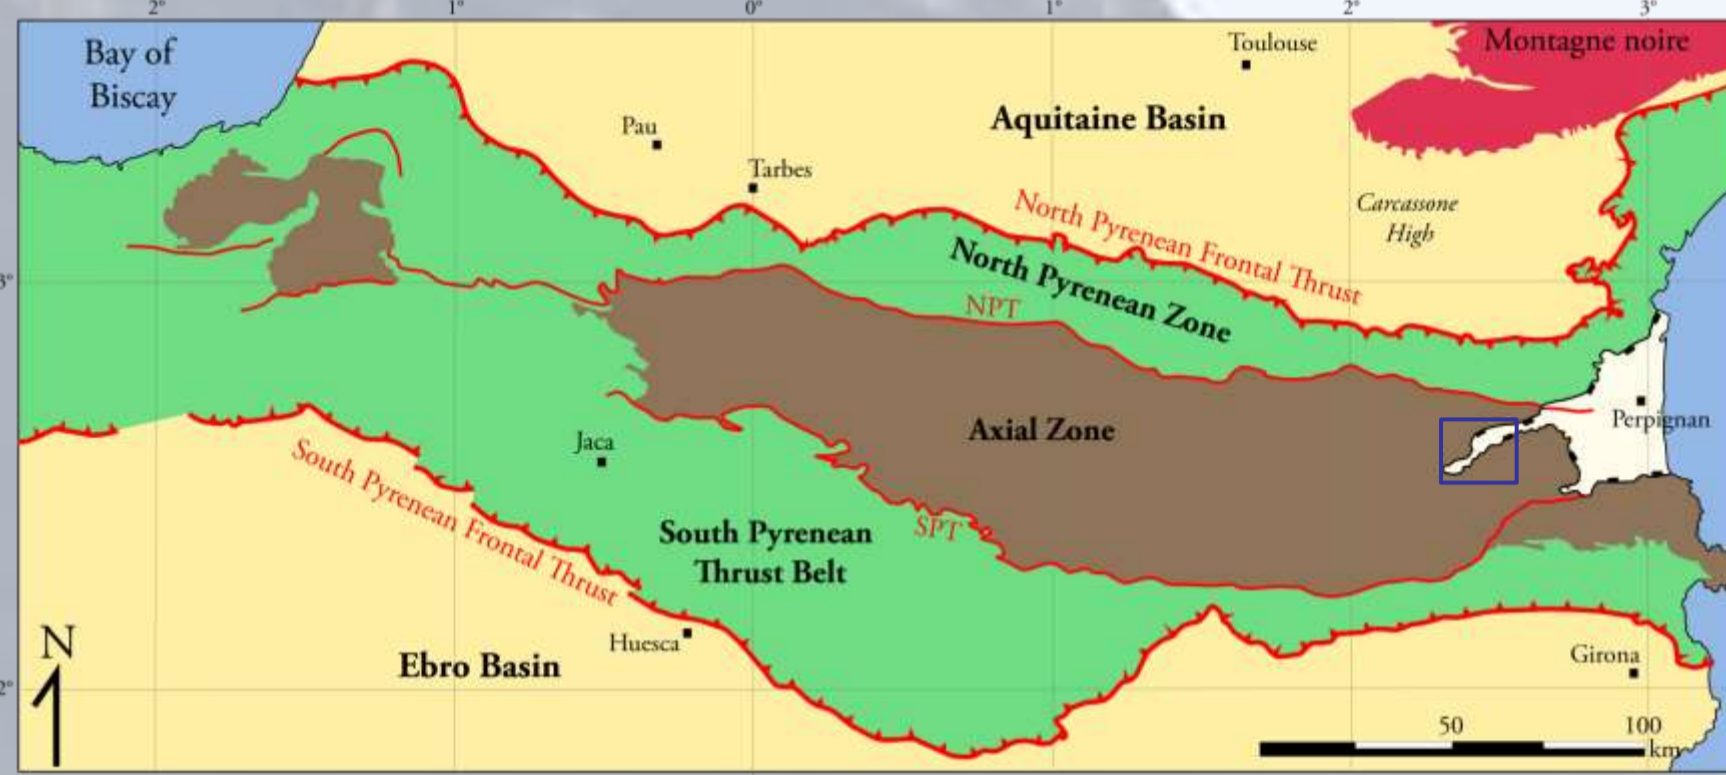 2° 1° 0° 1° 2° 3°
Bay of
Biscay
Toulouse
Montagne noire
Aquitaine Basin
Pau
Tarbes
Carcassone
High
North Pyrenean Frontal Thrust
North Pyrenean Zone
3°
NPT
Perpignan
Axial Zone
Jaca
South Pyrenean Frontal Thrust
SPT
South Pyrenean
Thrust Belt
Huesca
N
Ebro Basin
Girona
2°
50 100
km